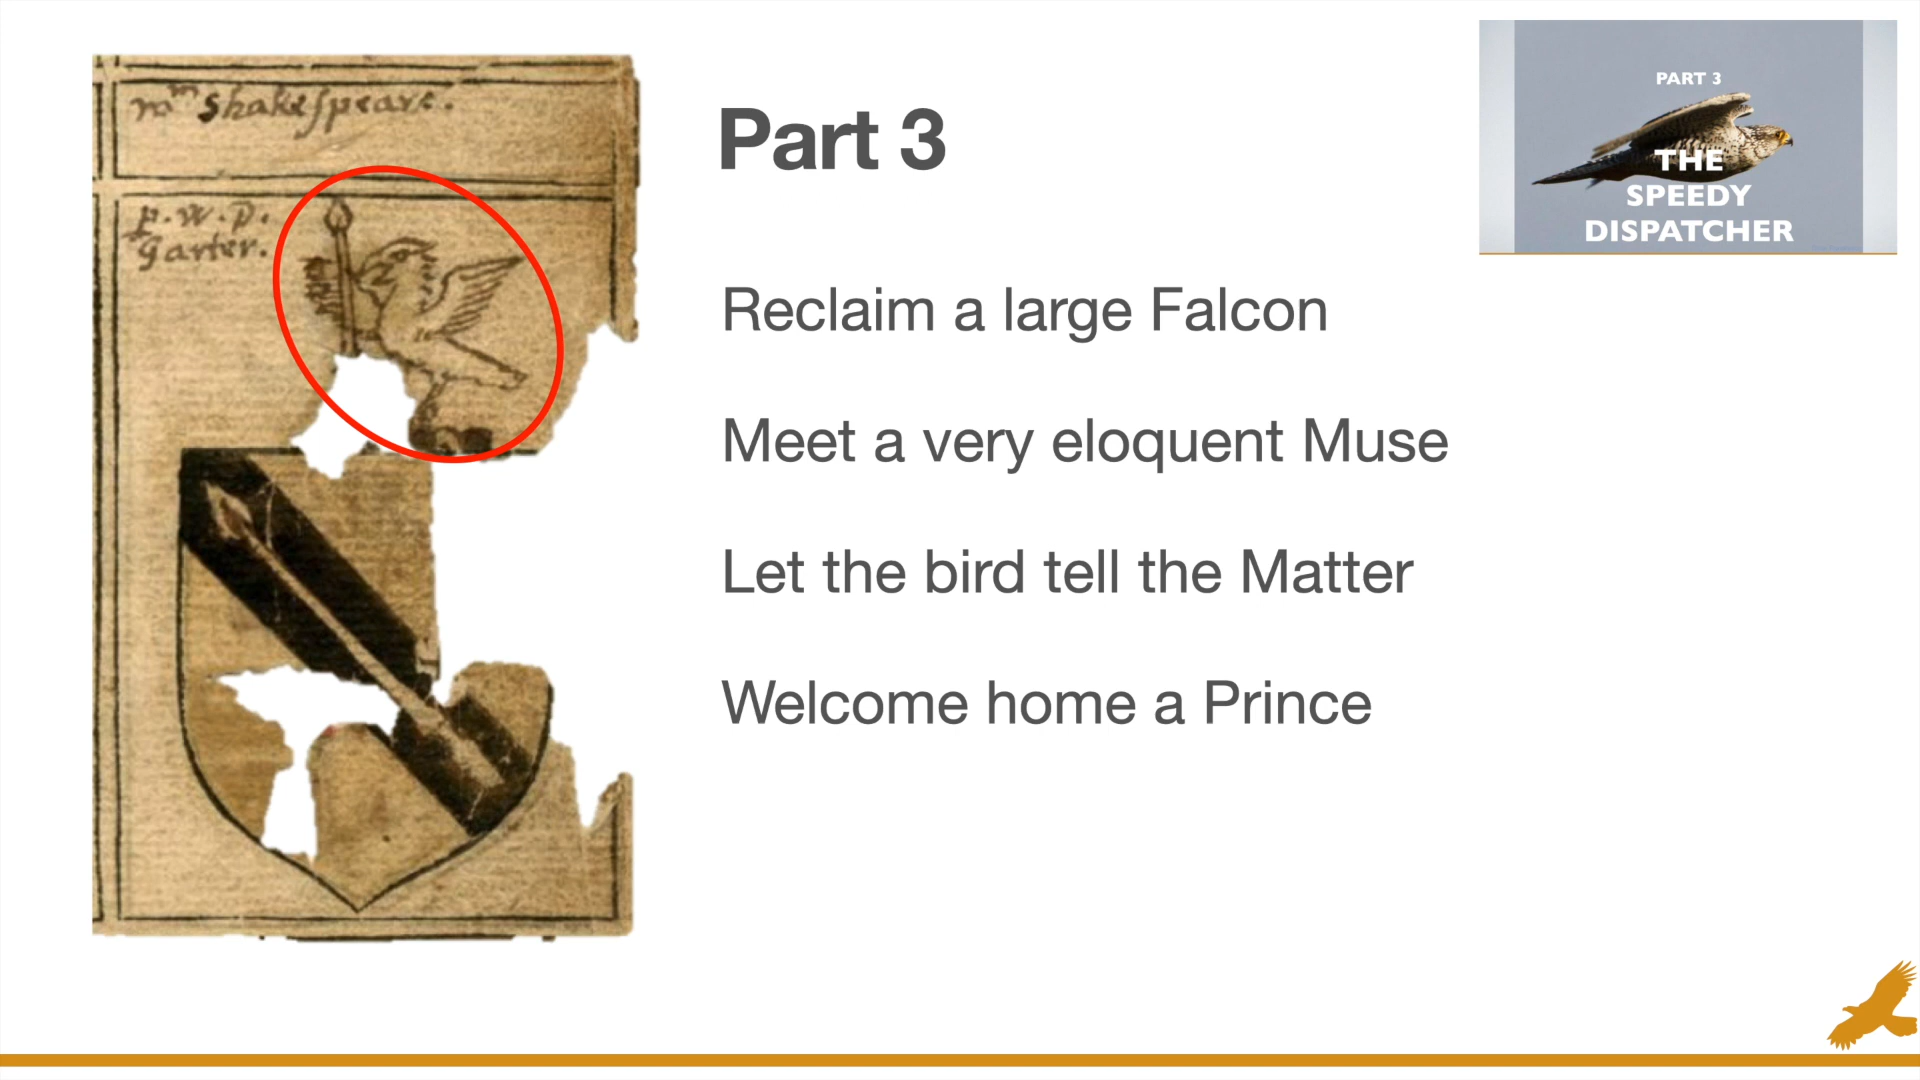 mm Shakespeare.
p.w.p.
Garter.
Part 3
Reclaim a large Falcon
Meet a very eloquent Muse
Let the bird tell the Matter
Welcome home a Prince
PART 3
THE
SPEEDY
DISPATCHER